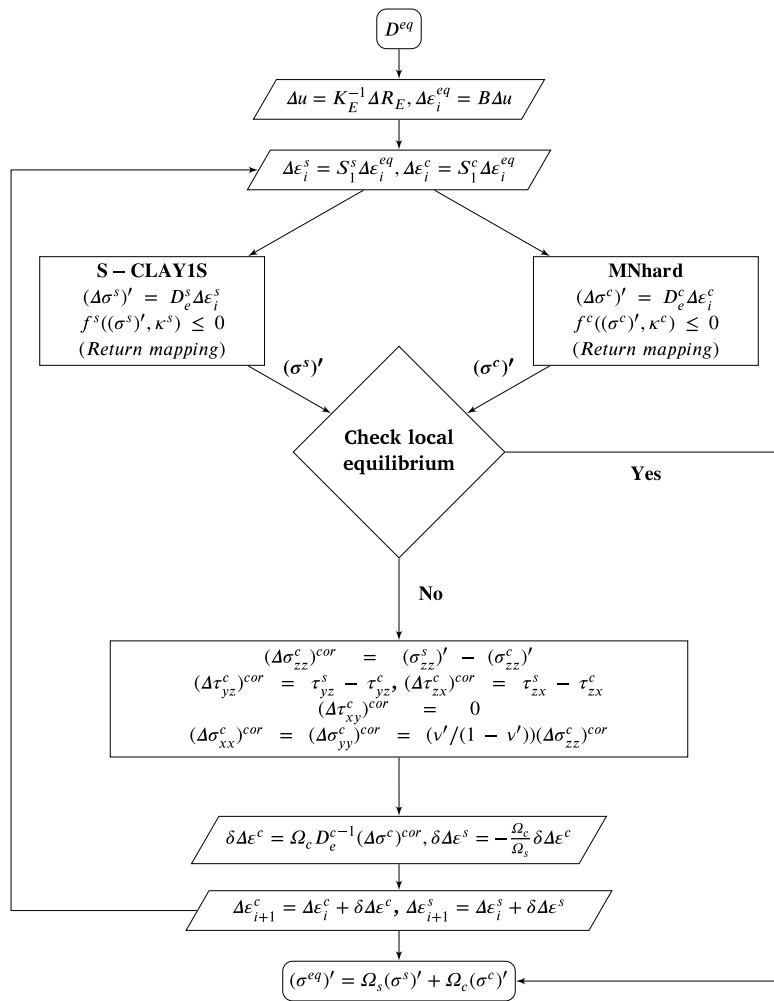 D^{eq}
Δu = K_E^{-1} ΔR_E, Δε_i^{eq} = BΔu
Δε_i^s = S_1^s Δε_i^{eq}, Δε_i^c = S_1^c Δε_i^{eq}
S – CLAY1S
(Δσ^s)′ = D_e^s Δε_i^s
f^s((σ^s)′, κ^s) ≤ 0
(Return mapping)
MNhard
(Δσ^c)′ = D_e^c Δε_i^c
f^c((σ^c)′, κ^c) ≤ 0
(Return mapping)
(σ^s)′
(σ^c)′
Check local
equilibrium
Yes
No
(Δσ_{zz}^c)^{cor} = (σ_{zz}^s)′ − (σ_{zz}^c)′
(Δτ_{yz}^c)^{cor} = τ_{yz}^s − τ_{yz}^c, (Δτ_{zx}^c)^{cor} = τ_{zx}^s − τ_{zx}^c
(Δτ_{xy}^c)^{cor} = 0
(Δσ_{xx}^c)^{cor} = (Δσ_{yy}^c)^{cor} = (ν′/(1 − ν′))(Δσ_{zz}^c)^{cor}
δΔε^c = Ω_c D_e^{c−1}(Δσ^c)^{cor}, δΔε^s = −\frac{Ω_c}{Ω_s} δΔε^c
Δε_{i+1}^c = Δε_i^c + δΔε^c, Δε_{i+1}^s = Δε_i^s + δΔε^s
(σ^{eq})′ = Ω_s(σ^s)′ + Ω_c(σ^c)′